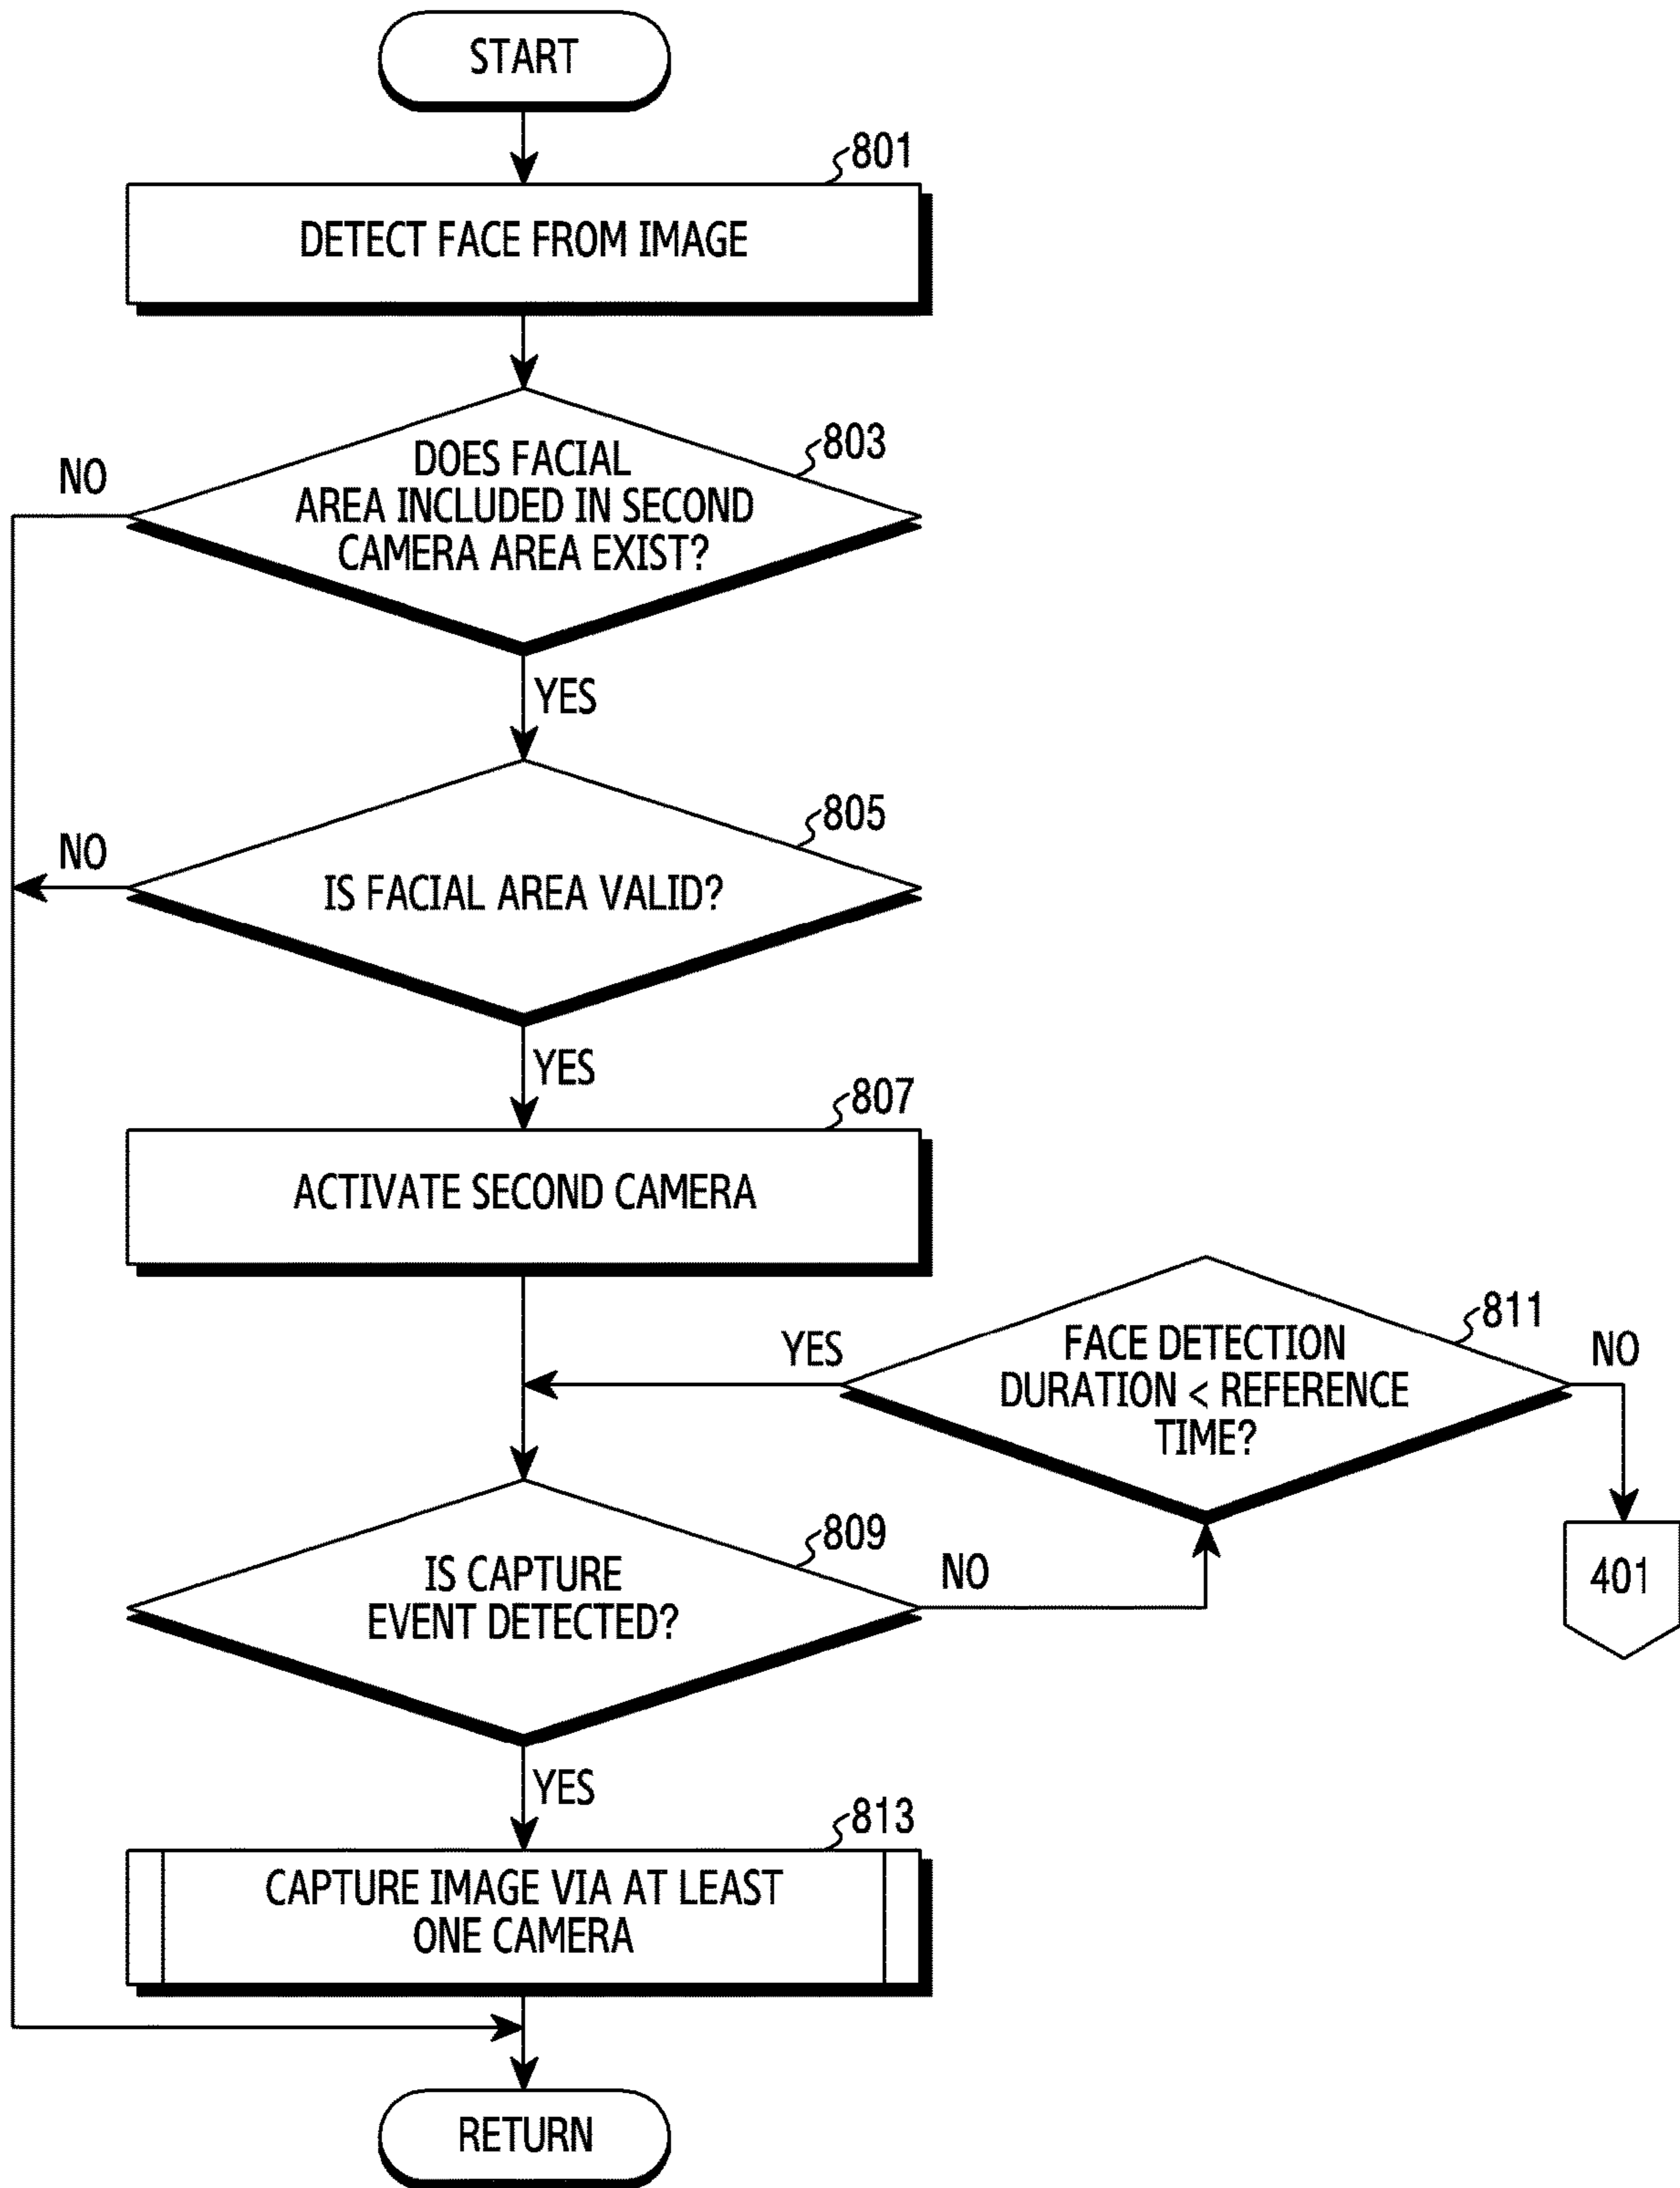 START
801
DETECT FACE FROM IMAGE
803
NO
DOES FACIAL
AREA INCLUDED IN SECOND
CAMERA AREA EXIST?
YES
805
NO
IS FACIAL AREA VALID?
YES
807
ACTIVATE SECOND CAMERA
811
YES
FACE DETECTION
DURATION < REFERENCE
TIME?
NO
809
IS CAPTURE
EVENT DETECTED?
NO
401
YES
813
CAPTURE IMAGE VIA AT LEAST
ONE CAMERA
RETURN